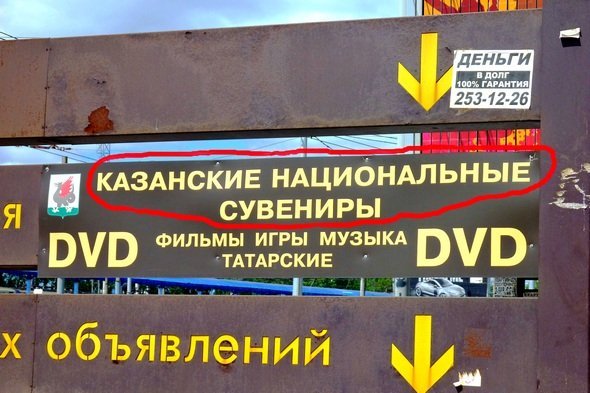 ДЕНЬГИ
В ДОЛГ
100% ГАРАНТИЯ
253-12-26
КАЗАНСКИЕ НАЦИОНАЛЬНЫЕ
СУВЕНИРЫ
я
DVD ФИЛЬМЫ ИГРЫ МУЗЫКА DVD
ТАТАРСКИЕ
х объявлений